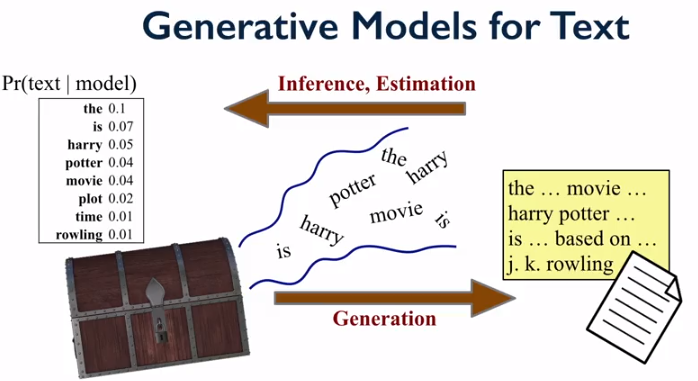 Generative Models for Text
Pr(text | model)
the 0.1
is 0.07
harry 0.05
potter 0.04
movie 0.04
plot 0.02
time 0.01
rowling 0.01
Inference, Estimation
the
harry
potter
movie
is
harry
is
the … movie …
harry potter …
is … based on …
j. k. rowling
Generation